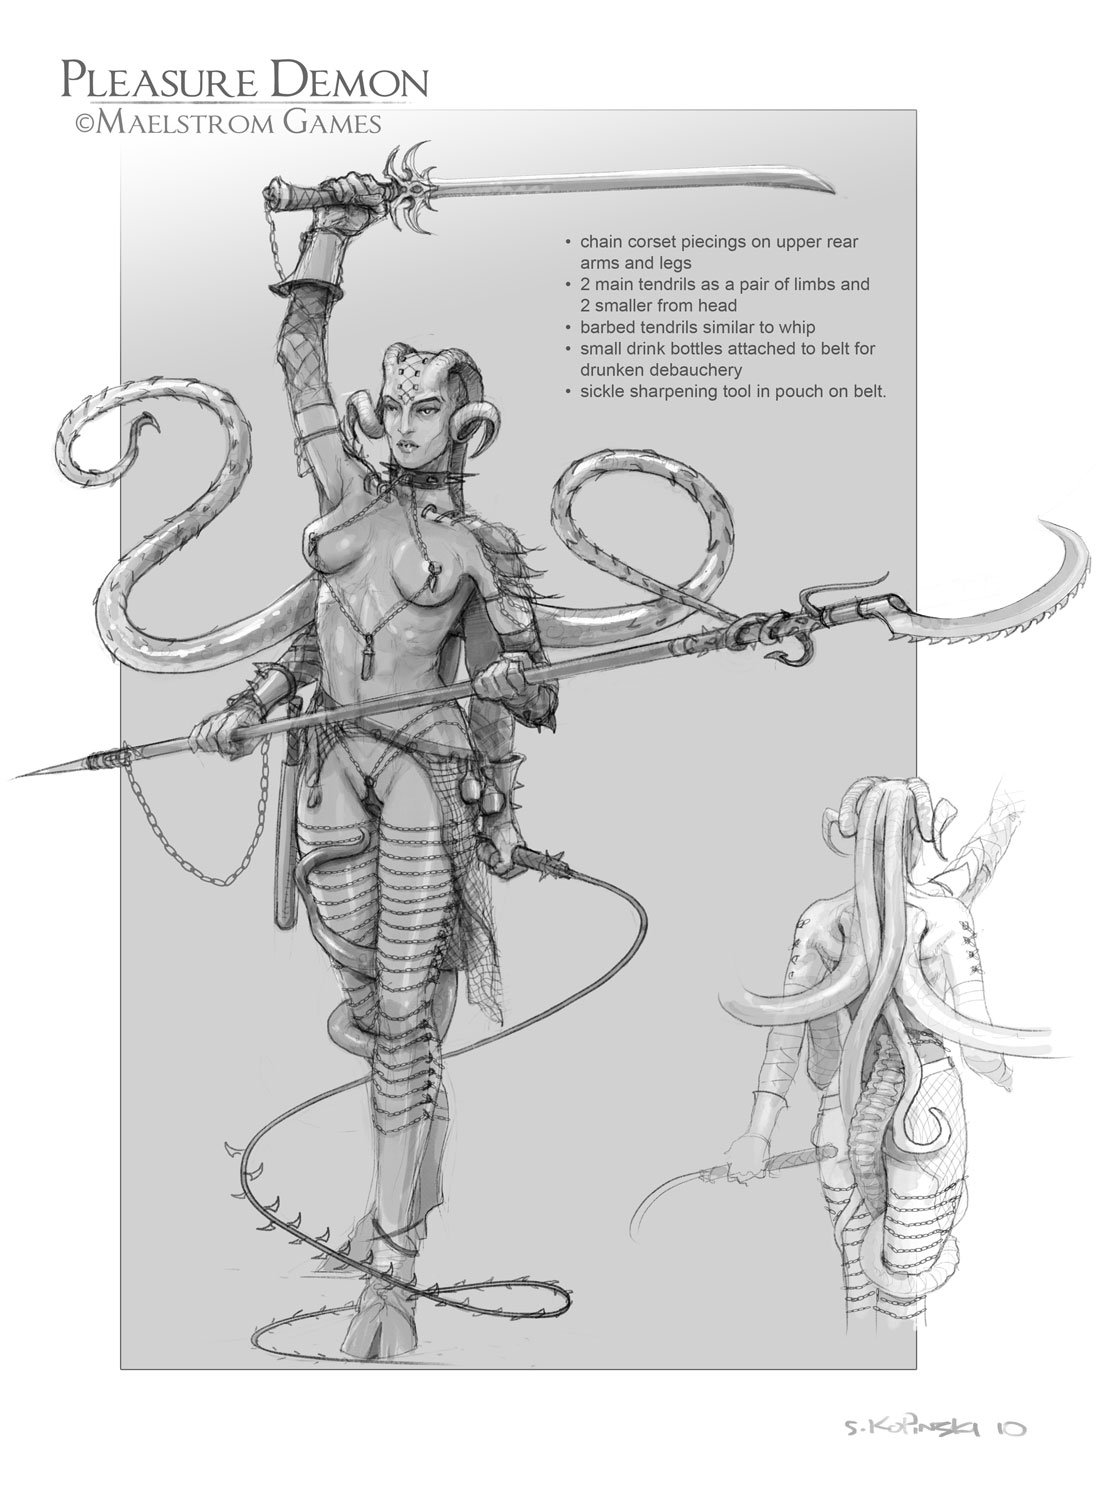 PLEASURE DEMON
©MAELSTROM GAMES
• chain corset piecings on upper rear
arms and legs
• 2 main tendrils as a pair of limbs and
2 smaller from head
• barbed tendrils similar to whip
• small drink bottles attached to belt for
drunken debauchery
• sickle sharpening tool in pouch on belt.
S. KOPINSKI 10